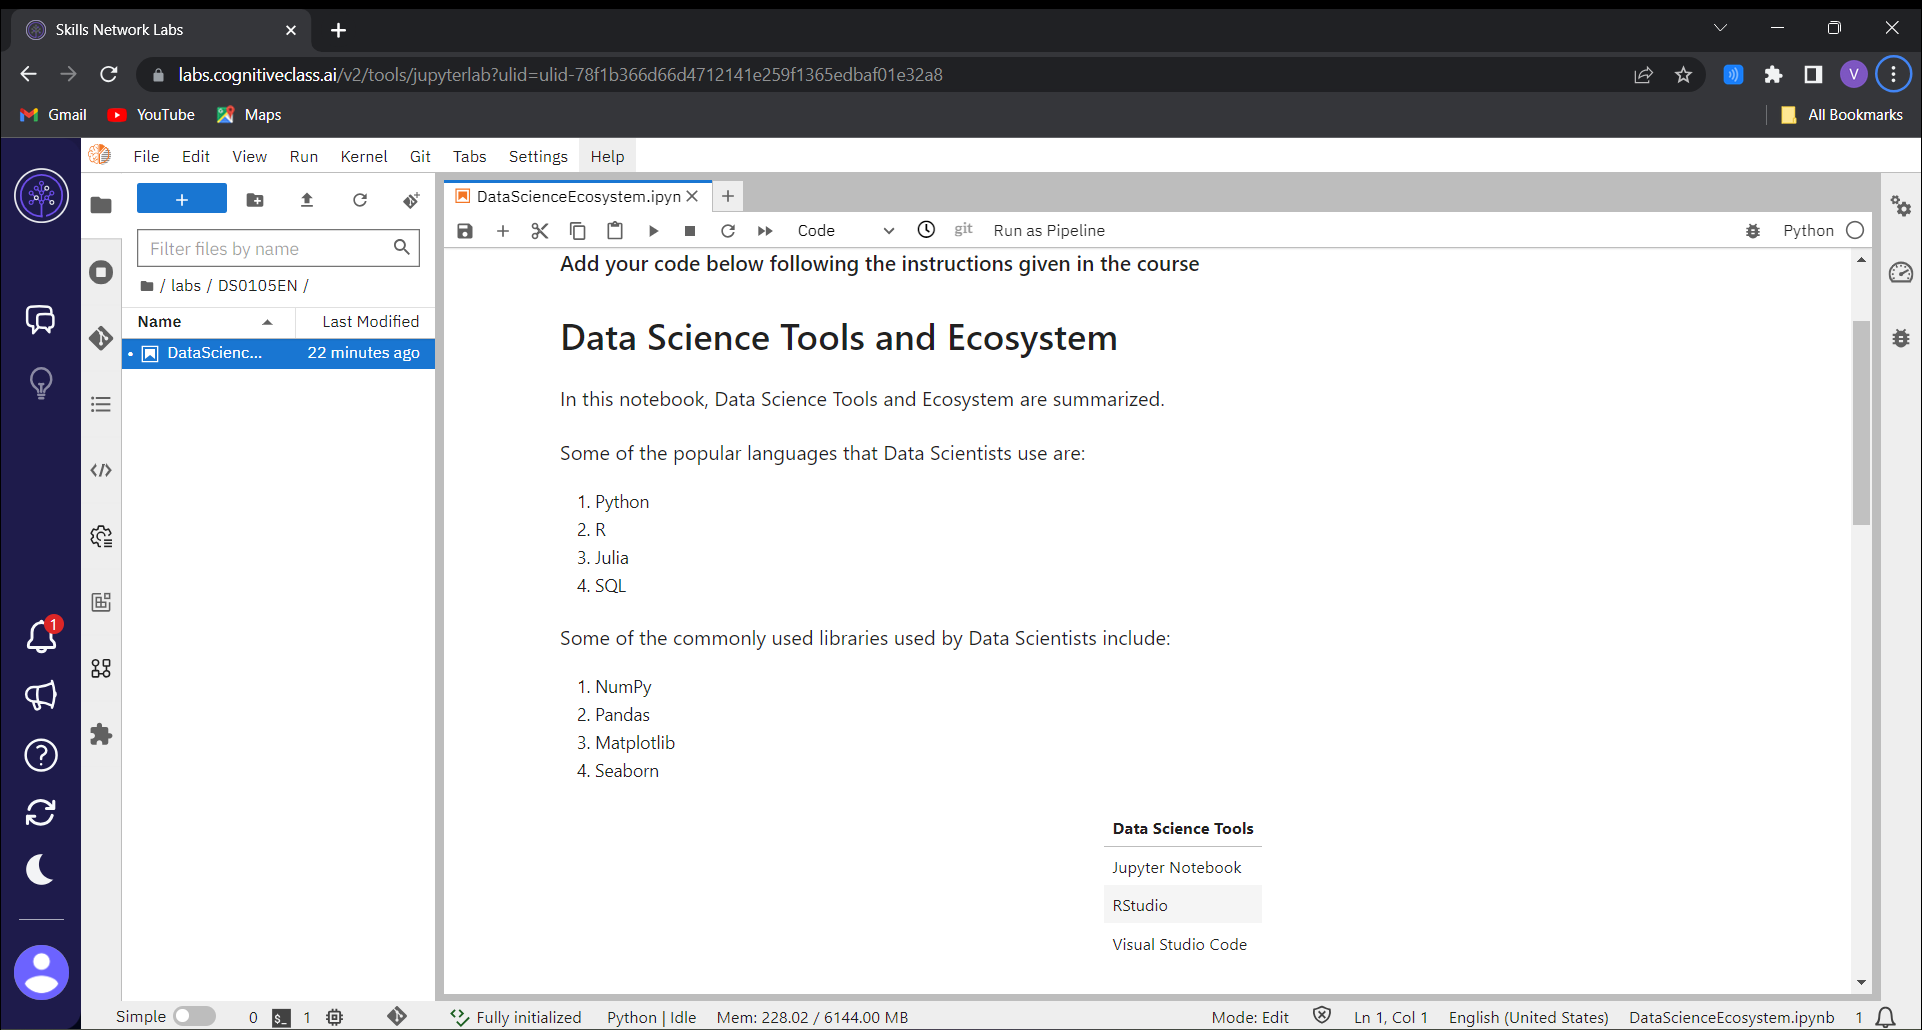 Skills Network Labs
labs.cognitiveclass.ai/v2/tools/jupyterlab?ulid=ulid-78f1b366d66d4712141e259f1365edbaf01e32a8
V
Gmail YouTube Maps All Bookmarks
File Edit View Run Kernel Git Tabs Settings Help
DataScienceEcosystem.ipyn
Filter files by name
Code git Run as Pipeline Python
/ labs / DS0105EN /
Name Last Modified
DataScienc... 22 minutes ago
Add your code below following the instructions given in the course
Data Science Tools and Ecosystem
In this notebook, Data Science Tools and Ecosystem are summarized.
Some of the popular languages that Data Scientists use are:
1. Python
2. R
3. Julia
4. SQL
Some of the commonly used libraries used by Data Scientists include:
1. NumPy
2. Pandas
3. Matplotlib
4. Seaborn
Data Science Tools
Jupyter Notebook
RStudio
Visual Studio Code
1
Simple 0 $_ 1 Fully initialized Python | Idle Mem: 228.02 / 6144.00 MB Mode: Edit Ln 1, Col 1 English (United States) DataScienceEcosystem.ipynb 1